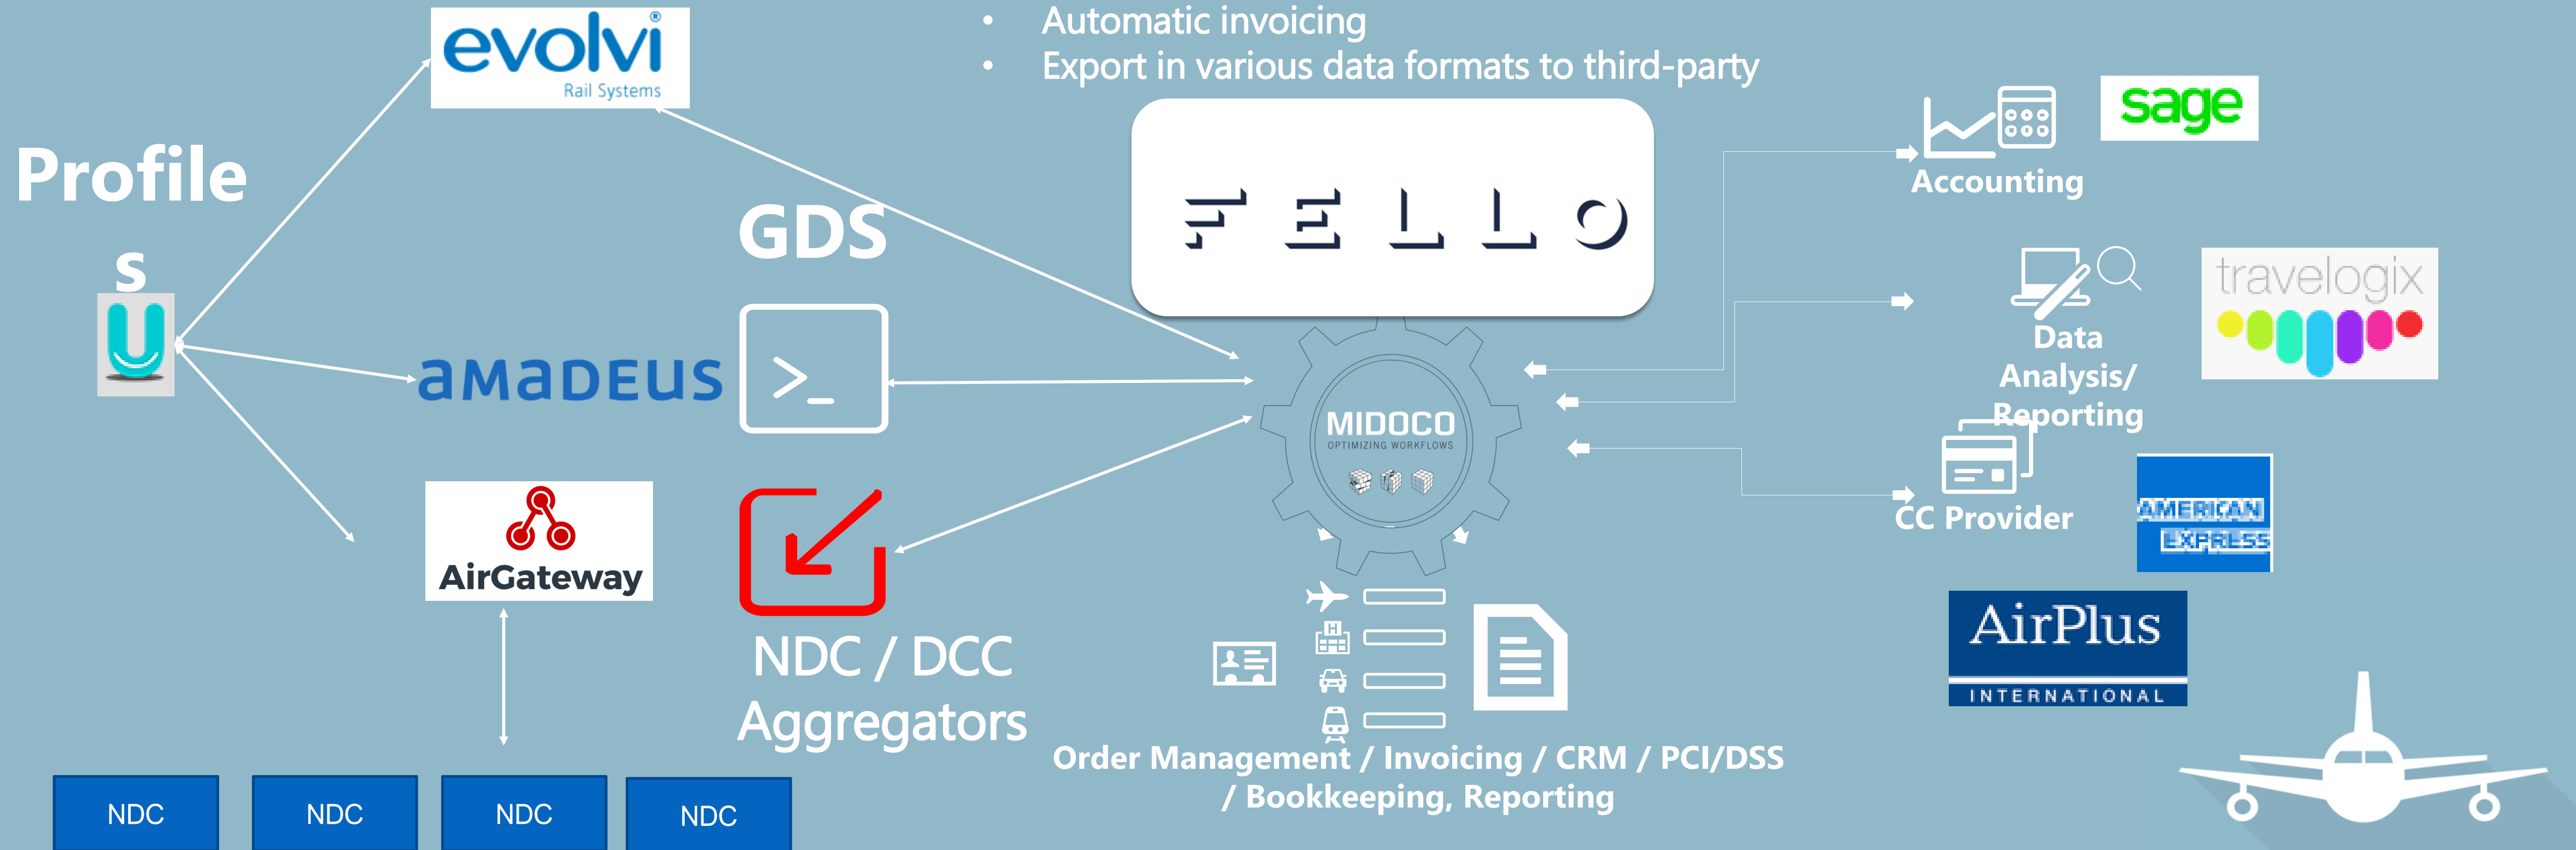 • Automatic invoicing
• Export in various data formats to third-party
evolvi
Rail Systems
Profile
s
U
GDS
aMaDEUS
>_
AirGateway
NDC / DCC
Aggregators
NDC
NDC
NDC
NDC
FELLO
MIDOCO
OPTIMIZING WORKFLOWS
H
Order Management / Invoicing / CRM / PCI/DSS
/ Bookkeeping, Reporting
sage
Accounting
travelogix
Data
Analysis/
Reporting
CC Provider
AMERICAN
EXPRESS
AirPlus
INTERNATIONAL